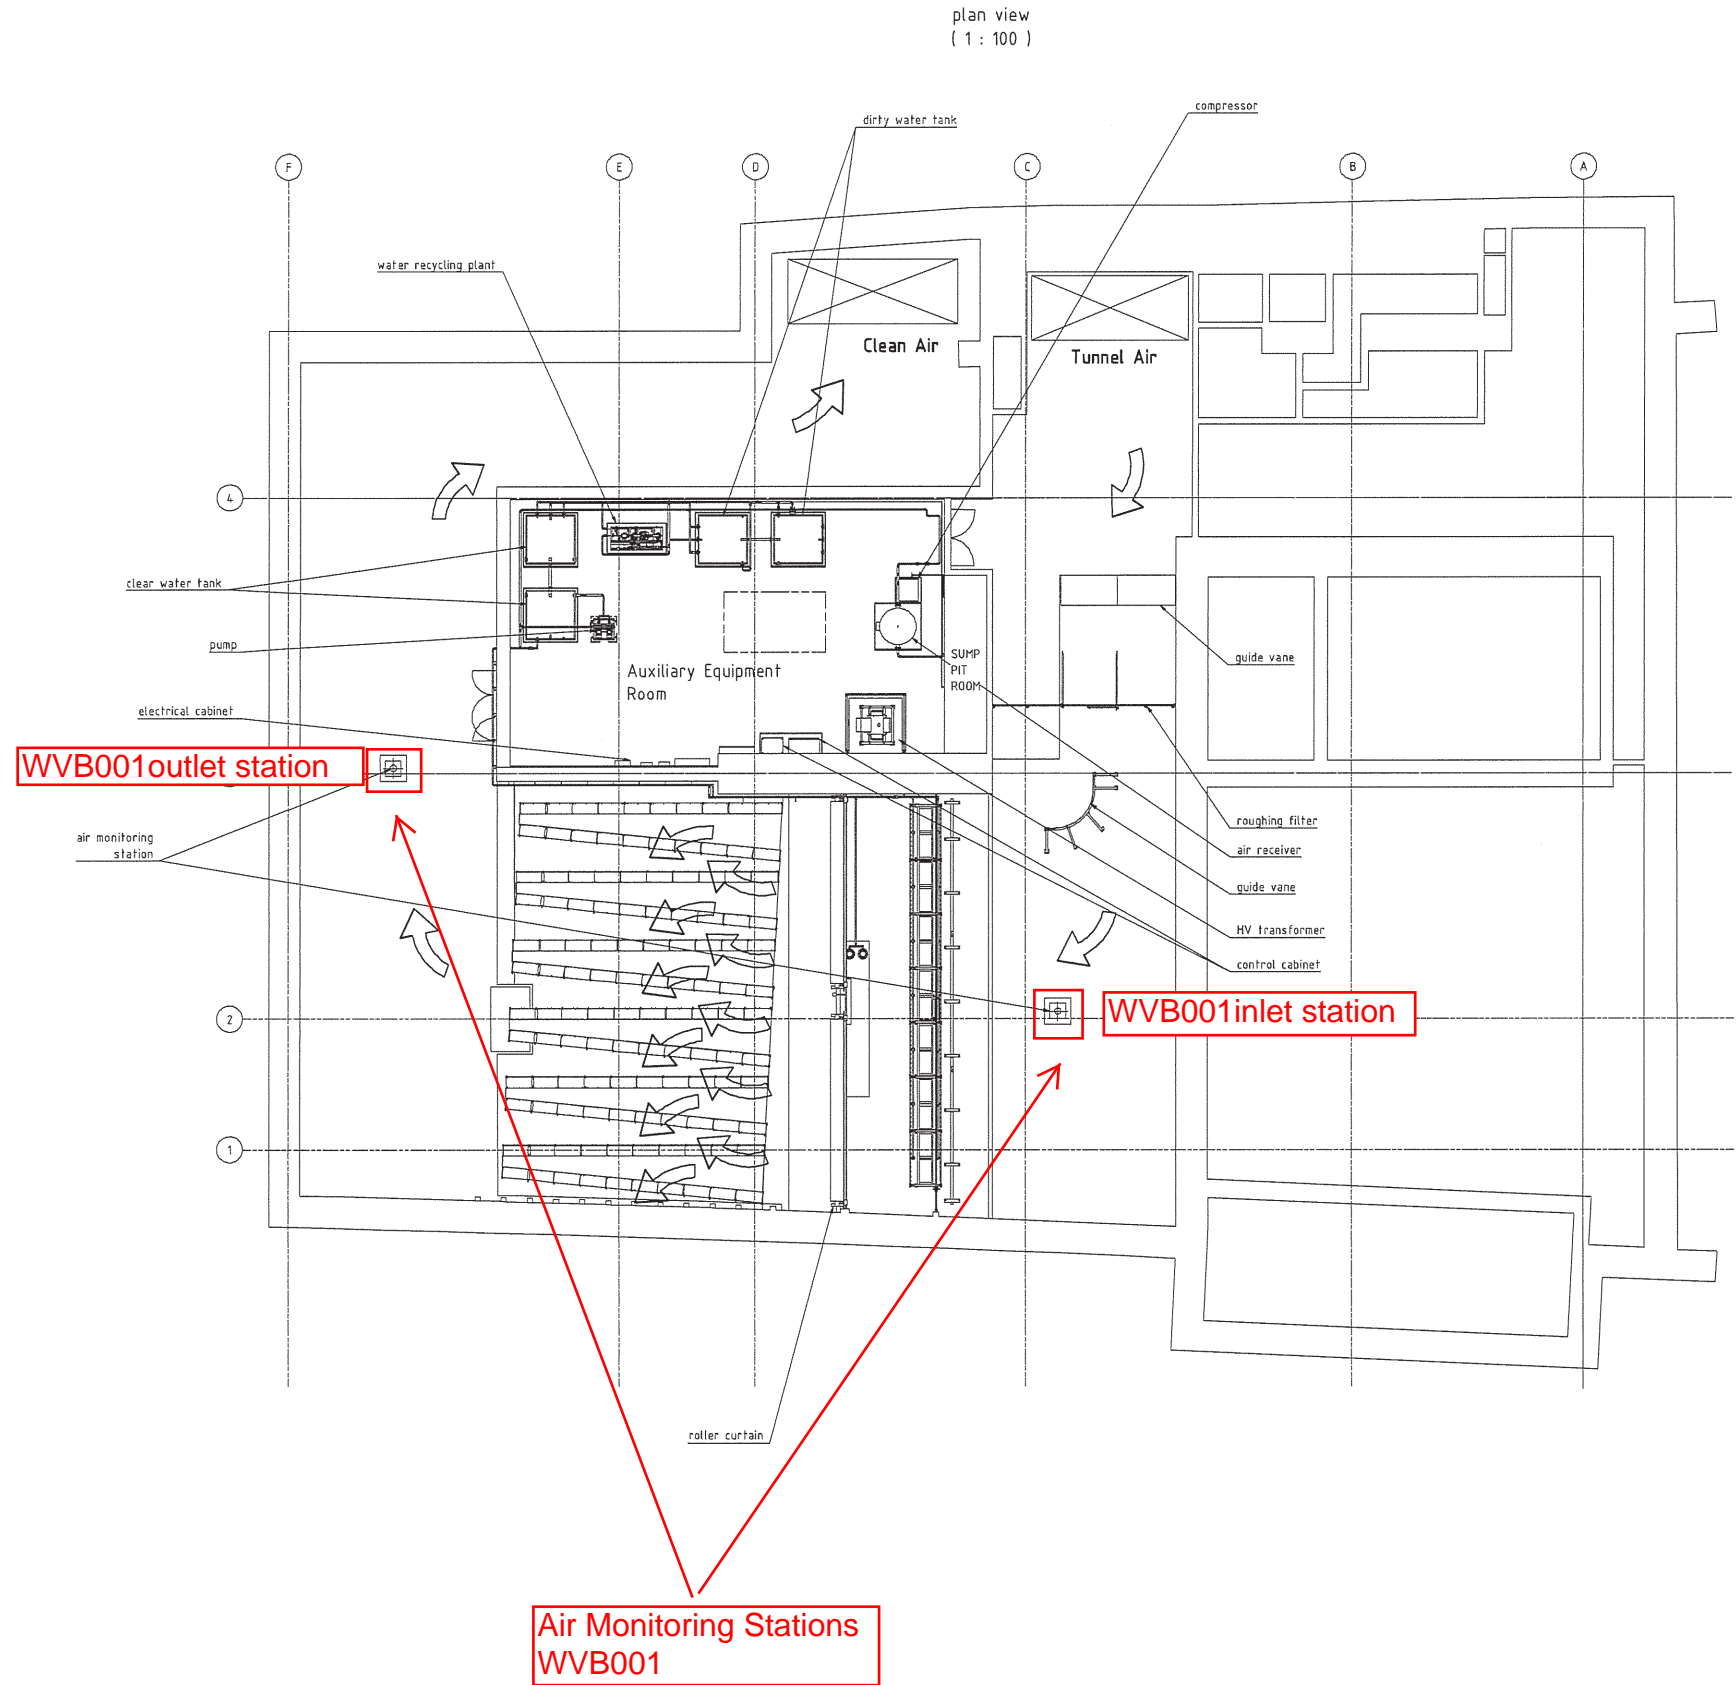 plan view
( 1 : 100 )
compressor
dirty water tank
F
E
D
C
B
A
water recycling plant
Clean Air
Tunnel Air
4
clear water tank
pump
SUMP
PIT
ROOM
guide vane
Auxiliary Equipment
Room
electrical cabinet
WVB001outlet station
roughing filter
air monitoring
station
air receiver
guide vane
HV transformer
control cabinet
WVB001inlet station
2
1
roller curtain
Air Monitoring Stations
WVB001